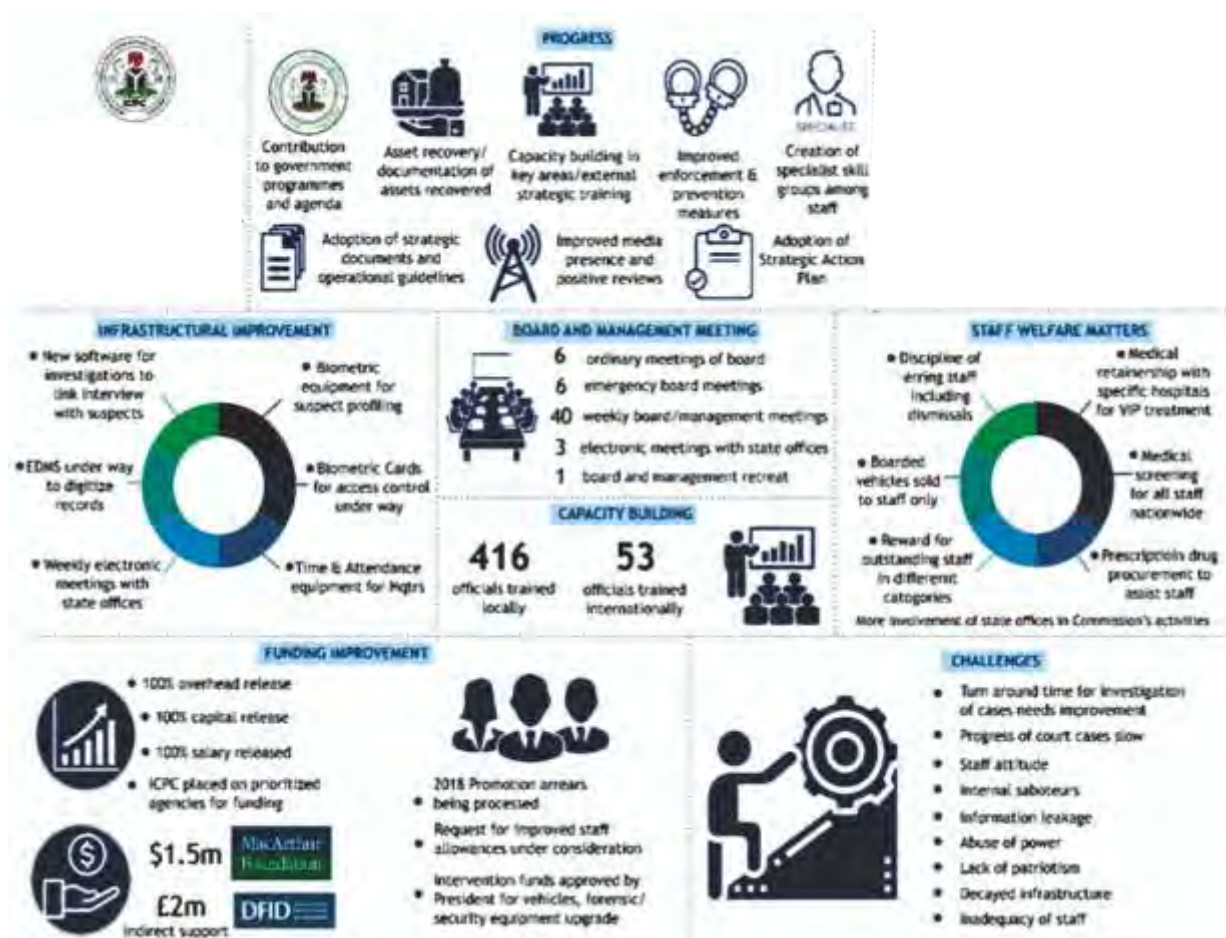 ICPC
PROGRESS
Contribution
to government
programmes
and agenda
Asset recovery/
documentation of
assets recovered
Capacity building in
key areas/external
strategic training
Improved
enforcement &
prevention
measures
SPECIALIST
Creation of
specialist skill
groups among
staff
Adoption of strategic
documents and
operational guidelines
Improved media
presence and
positive reviews
Adoption of
Strategic Action
Plan
INFRASTRUCTURAL IMPROVEMENT
• New software for
investigations to
link interview
with suspects
• Biometric
equipment for
suspect profiling
• EDMS under way
to digitize
records
• Biometric Cards
for access control
under way
• Weekly electronic
meetings with
state offices
• Time & Attendance
equipment for Hqtrs
BOARD AND MANAGEMENT MEETING
6 ordinary meetings of board
6 emergency board meetings
40 weekly board/management meetings
3 electronic meetings with state offices
1 board and management retreat
CAPACITY BUILDING
416
officials trained
locally
53
officials trained
internationally
STAFF WELFARE MATTERS
• Discipline of
erring staff
including
dismissals
• Medical
retainership with
specific hospitals
for VIP treatment
• Boarded
vehicles sold
to staff only
• Medical
screening
for all staff
nationwide
• Reward for
outstanding staff
in different
catogories
• Prescriptoin drug
procurement to
assist staff
More involvement of state offices in Commission's activities
FUNDING IMPROVEMENT
• 100% overhead release
• 100% capital release
• 100% salary released
• ICPC placed on prioritized
agencies for funding
$1.5m MacArthur
Foundation
£2m DFID
indirect support
2018 Promotion arrears
• being processed
Request for improved staff
• allowances under consideration
Intervention funds approved by
• President for vehicles, forensic/
security equipment upgrade
CHALLENGES
• Turn around time for investigation
of cases needs improvement
• Progress of court cases slow
• Staff attitude
• Internal saboteurs
• Information leakage
• Abuse of power
• Lack of patriotism
• Decayed infrastructure
• Inadequacy of staff